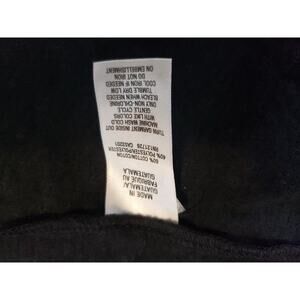 MADE IN
GUATEMALA/
FABRIQUE AU
GUATEMALA
60% COTTON/COTON
40% POLYESTER/POLYESTER
RN121729 CA32201
TURN GARMENT INSIDE OUT
MACHINE WASH COLD
WITH LIKE COLORS
GENTLE CYCLE
ONLY NON-CHLORINE
BLEACH WHEN NEEDED
TUMBLE DRY LOW
COOL IRON IF NEEDED
DO NOT IRON
ON EMBELLISHMENT